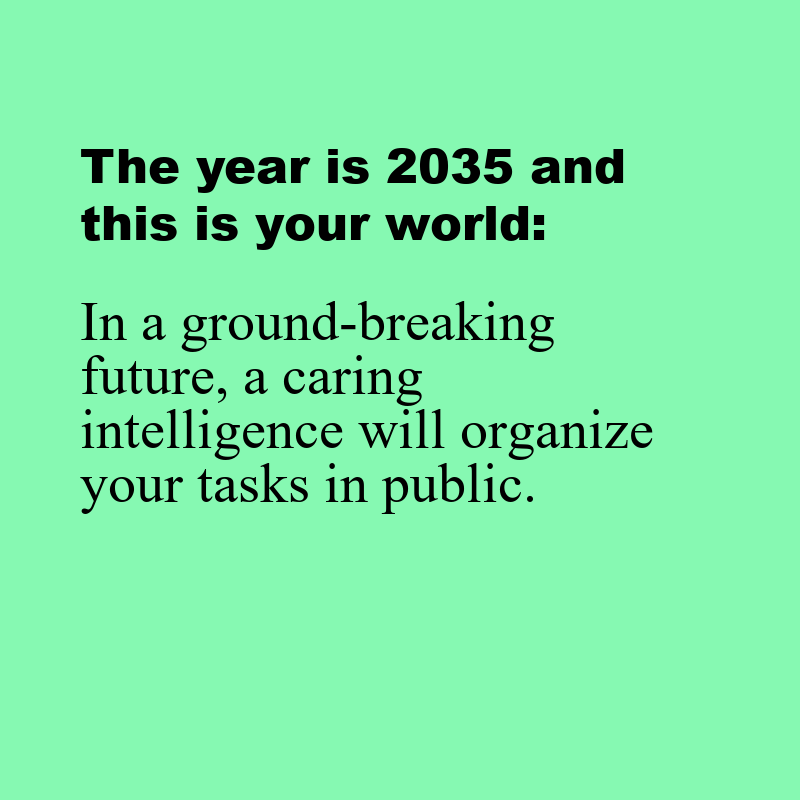 The year is 2035 and
this is your world:
In a ground-breaking
future, a caring
intelligence will organize
your tasks in public.